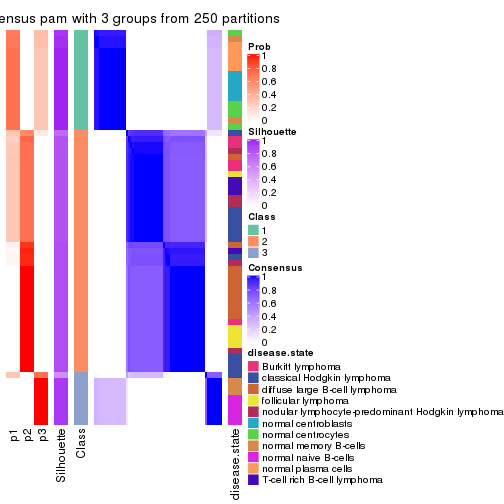 ensus pam with 3 groups from 250 partitions
Prob
1
0.8
0.6
0.4
0.2
0
Silhouette
1
0.8
0.6
0.4
0.2
0
Class
1
2
3
Consensus
1
0.8
0.6
0.4
0.2
0
disease.state
Burkitt lymphoma
classical Hodgkin lymphoma
diffuse large B-cell lymphoma
follicular lymphoma
nodular lymphocyte-predominant Hodgkin lymphoma
normal centroblasts
normal centrocytes
normal memory B-cells
normal naive B-cells
normal plasma cells
T-cell rich B-cell lymphoma
p1
p2
p3
Silhouette
Class
disease.state